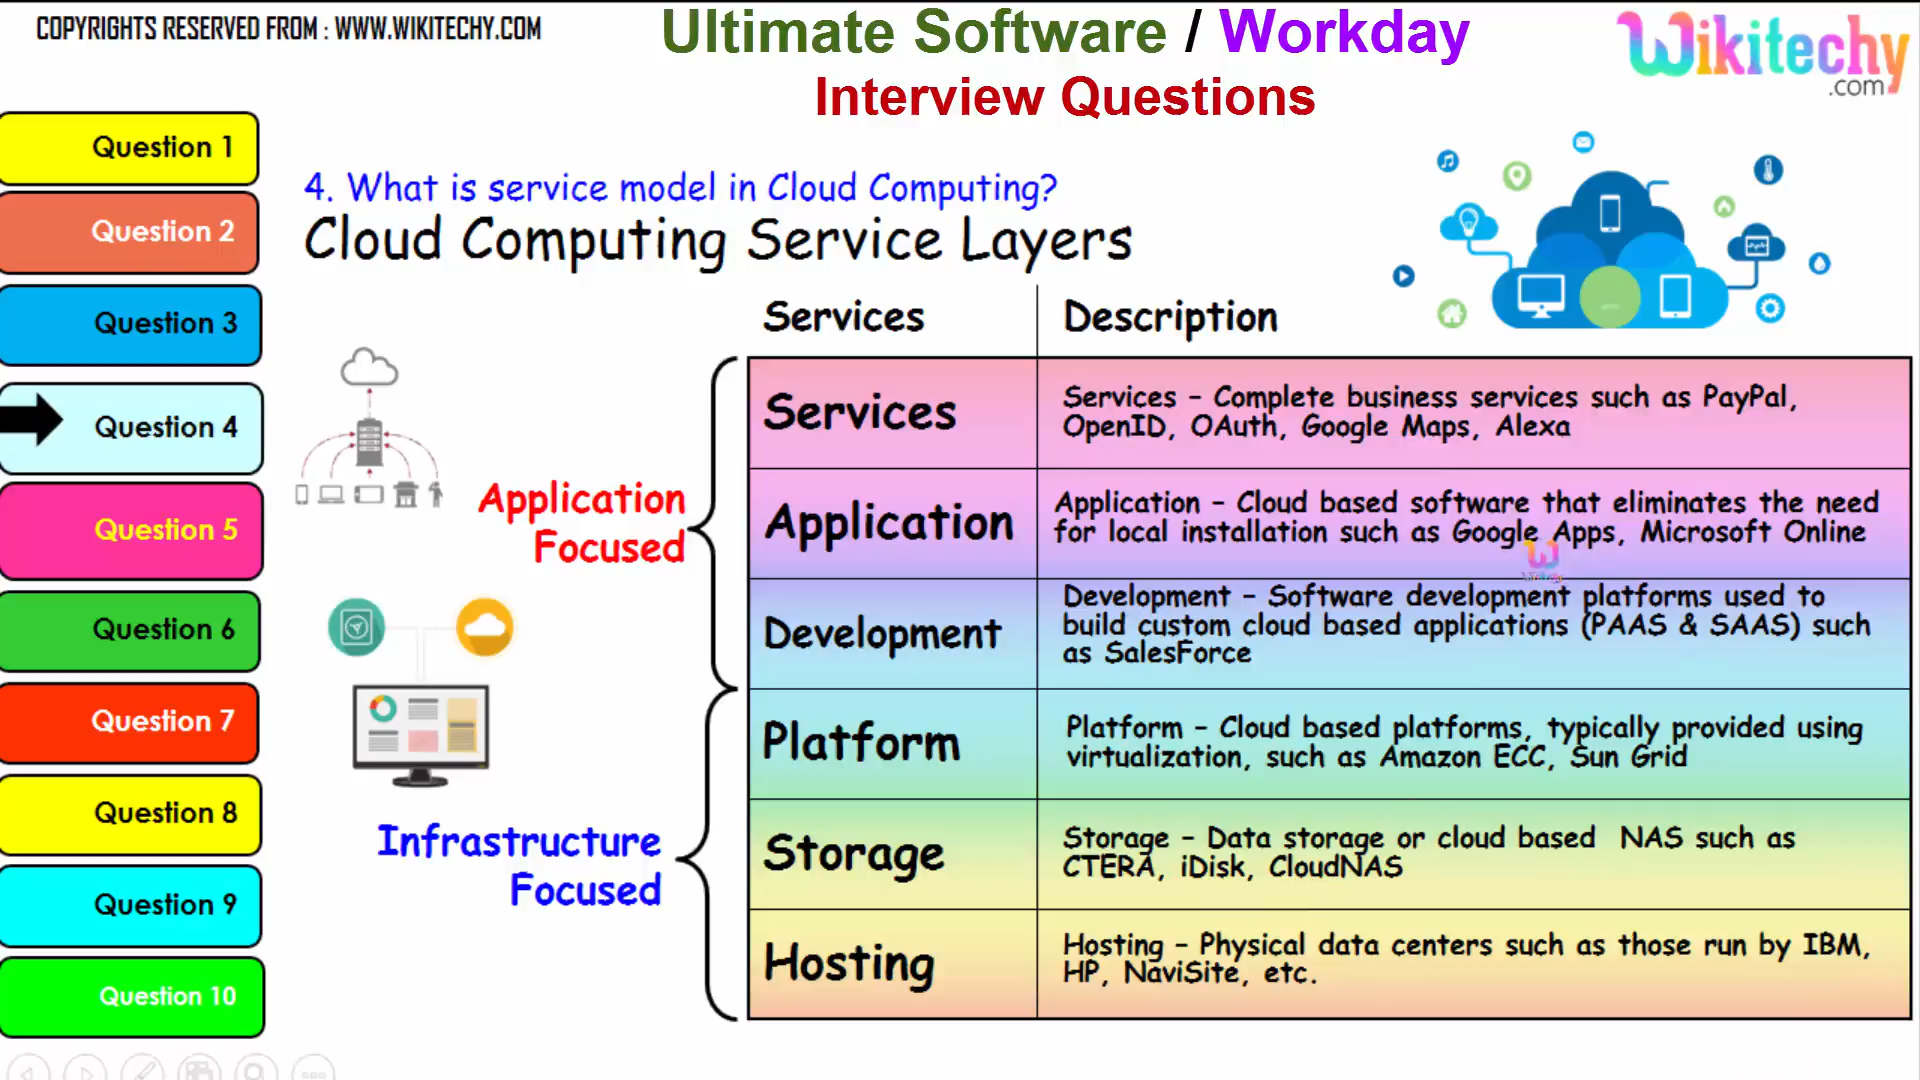 COPYRIGHTS RESERVED FROM : WWW.WIKITECHY.COM
Ultimate Software / Workday
Interview Questions
Wikitechy
.com
Question 1
Question 2
Question 3
Question 4
Question 5
Question 6
Question 7
Question 8
Question 9
Question 10
4. What is service model in Cloud Computing?
Cloud Computing Service Layers
Services
Description
Application
Focused
Infrastructure
Focused
Services
Services – Complete business services such as PayPal,
OpenID, OAuth, Google Maps, Alexa
Application
Application – Cloud based software that eliminates the need
for local installation such as Google Apps, Microsoft Online
Development
Development – Software development platforms used to
build custom cloud based applications (PAAS & SAAS) such
as SalesForce
Platform
Platform – Cloud based platforms, typically provided using
virtualization, such as Amazon ECC, Sun Grid
Storage
Storage – Data storage or cloud based NAS such as
CTERA, iDisk, CloudNAS
Hosting
Hosting – Physical data centers such as those run by IBM,
HP, NaviSite, etc.